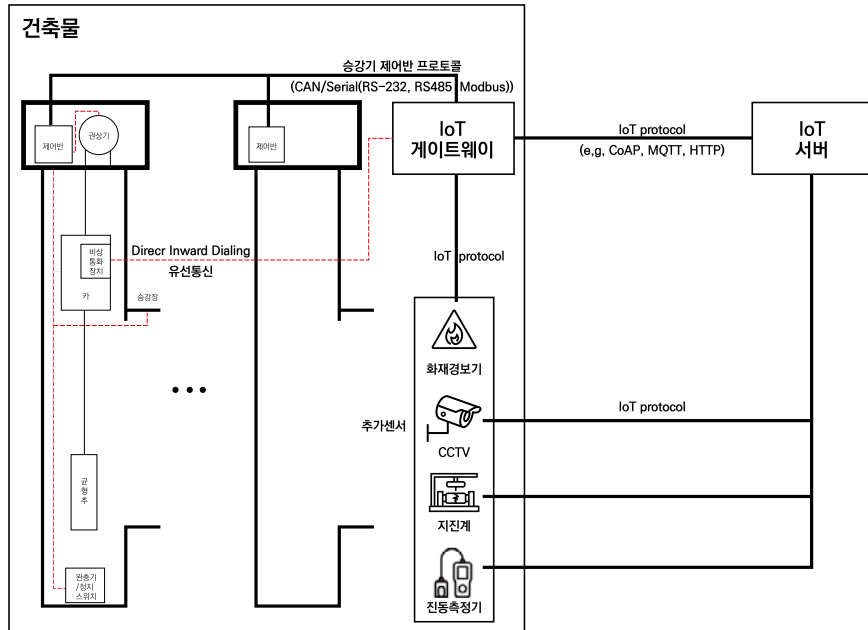 건축물
승강기 제어반 프로토콜
(CAN/Serial(RS-232, RS485 Modbus))
제어반
권상기
제어반
IoT
게이트웨이
IoT protocol
(e,g, CoAP, MQTT, HTTP)
IoT
서버
비상
통화
장치
카
Direcr Inward Dialing
유선통신
승강장
IoT protocol
화재경보기
추가센서
CCTV
IoT protocol
지진계
진동측정기
균
형
추
완충기
/정지
스위치